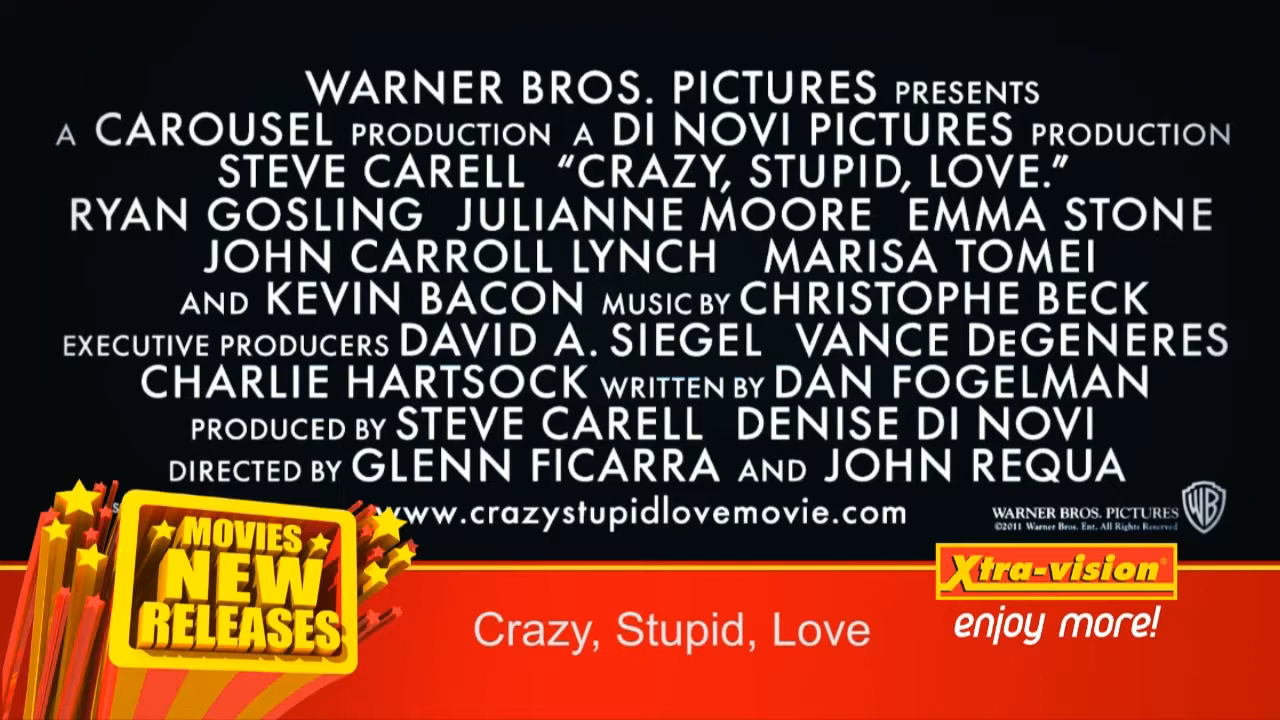 WARNER BROS. PICTURES PRESENTS
A CAROUSEL PRODUCTION A DI NOVI PICTURES PRODUCTION
STEVE CARELL “CRAZY, STUPID, LOVE.”
RYAN GOSLING JULIANNE MOORE EMMA STONE
JOHN CARROLL LYNCH MARISA TOMEI
AND KEVIN BACON MUSIC BY CHRISTOPHE BECK
EXECUTIVE PRODUCERS DAVID A. SIEGEL VANCE DeGENERES
CHARLIE HARTSOCK WRITTEN BY DAN FOGELMAN
PRODUCED BY STEVE CARELL DENISE DI NOVI
DIRECTED BY GLENN FICARRA AND JOHN REQUA
www.crazystupidlovemovie.com
WB
WARNER BROS. PICTURES
©2011 Warner Bros. Ent. All Rights Reserved
MOVIES
NEW
RELEASES
Xtra-vision®
enjoy more!
Crazy, Stupid, Love